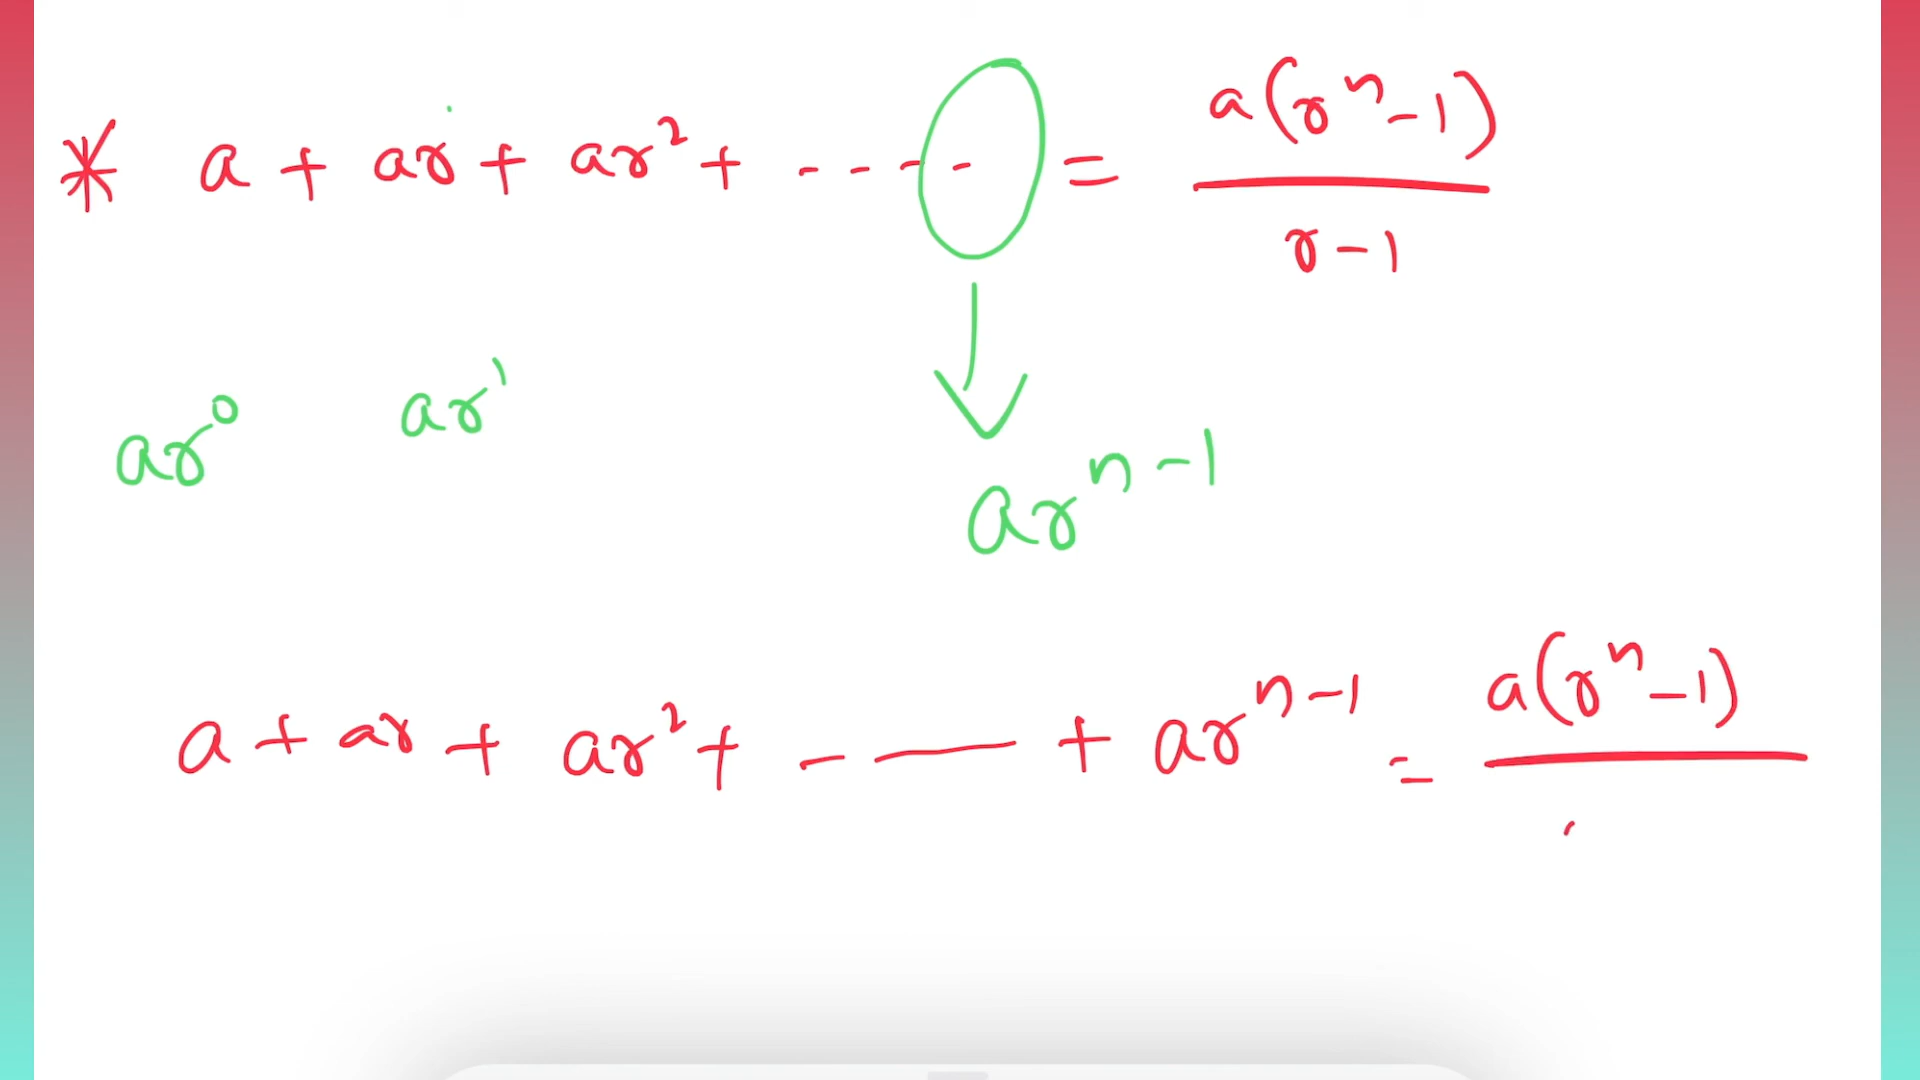 * a + ar + ar² + ----- = a(rⁿ-1) / r-1
ar⁰ ar¹
arⁿ⁻¹
a + ar + ar² + - — + arⁿ⁻¹ = a(rⁿ-1)